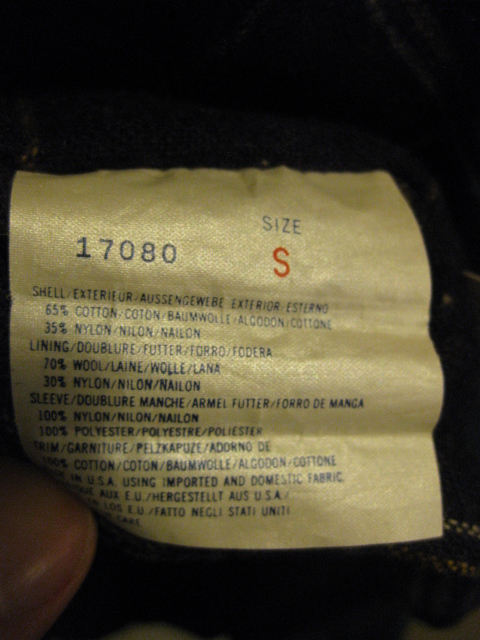 SIZE
17080 S
SHELL/EXTERIEUR/AUSSENGEWEBE EXTERIOR/ESTERNO
65% COTTON/COTON/BAUMWOLLE/ALGODON/COTTONE
35% NYLON/NILON/NAILON
LINING/DOUBLURE/FUTTER/FORRO/FODERA
70% WOOL/LAINE/WOLLE/LANA
30% NYLON/NILON/NAILON
SLEEVE/DOUBLURE MANCHE/ARMEL FUTTER/FORRO DE MANGA
100% NYLON/NILON/NAILON
100% POLYESTER/POLYESTRE/POLIESTER
TRIM/GARNITURE/PELZKAPUZE/ADORNO DE
100% COTTON/COTON/BAUMWOLLE/ALGODON/COTTONE
IN U.S.A. USING IMPORTED AND DOMESTIC FABRIC
AUX E.U./HERGESTELLT AUS U.S.A./
LOS E.U./FATTO NEGLI STATI UNITI
CARE